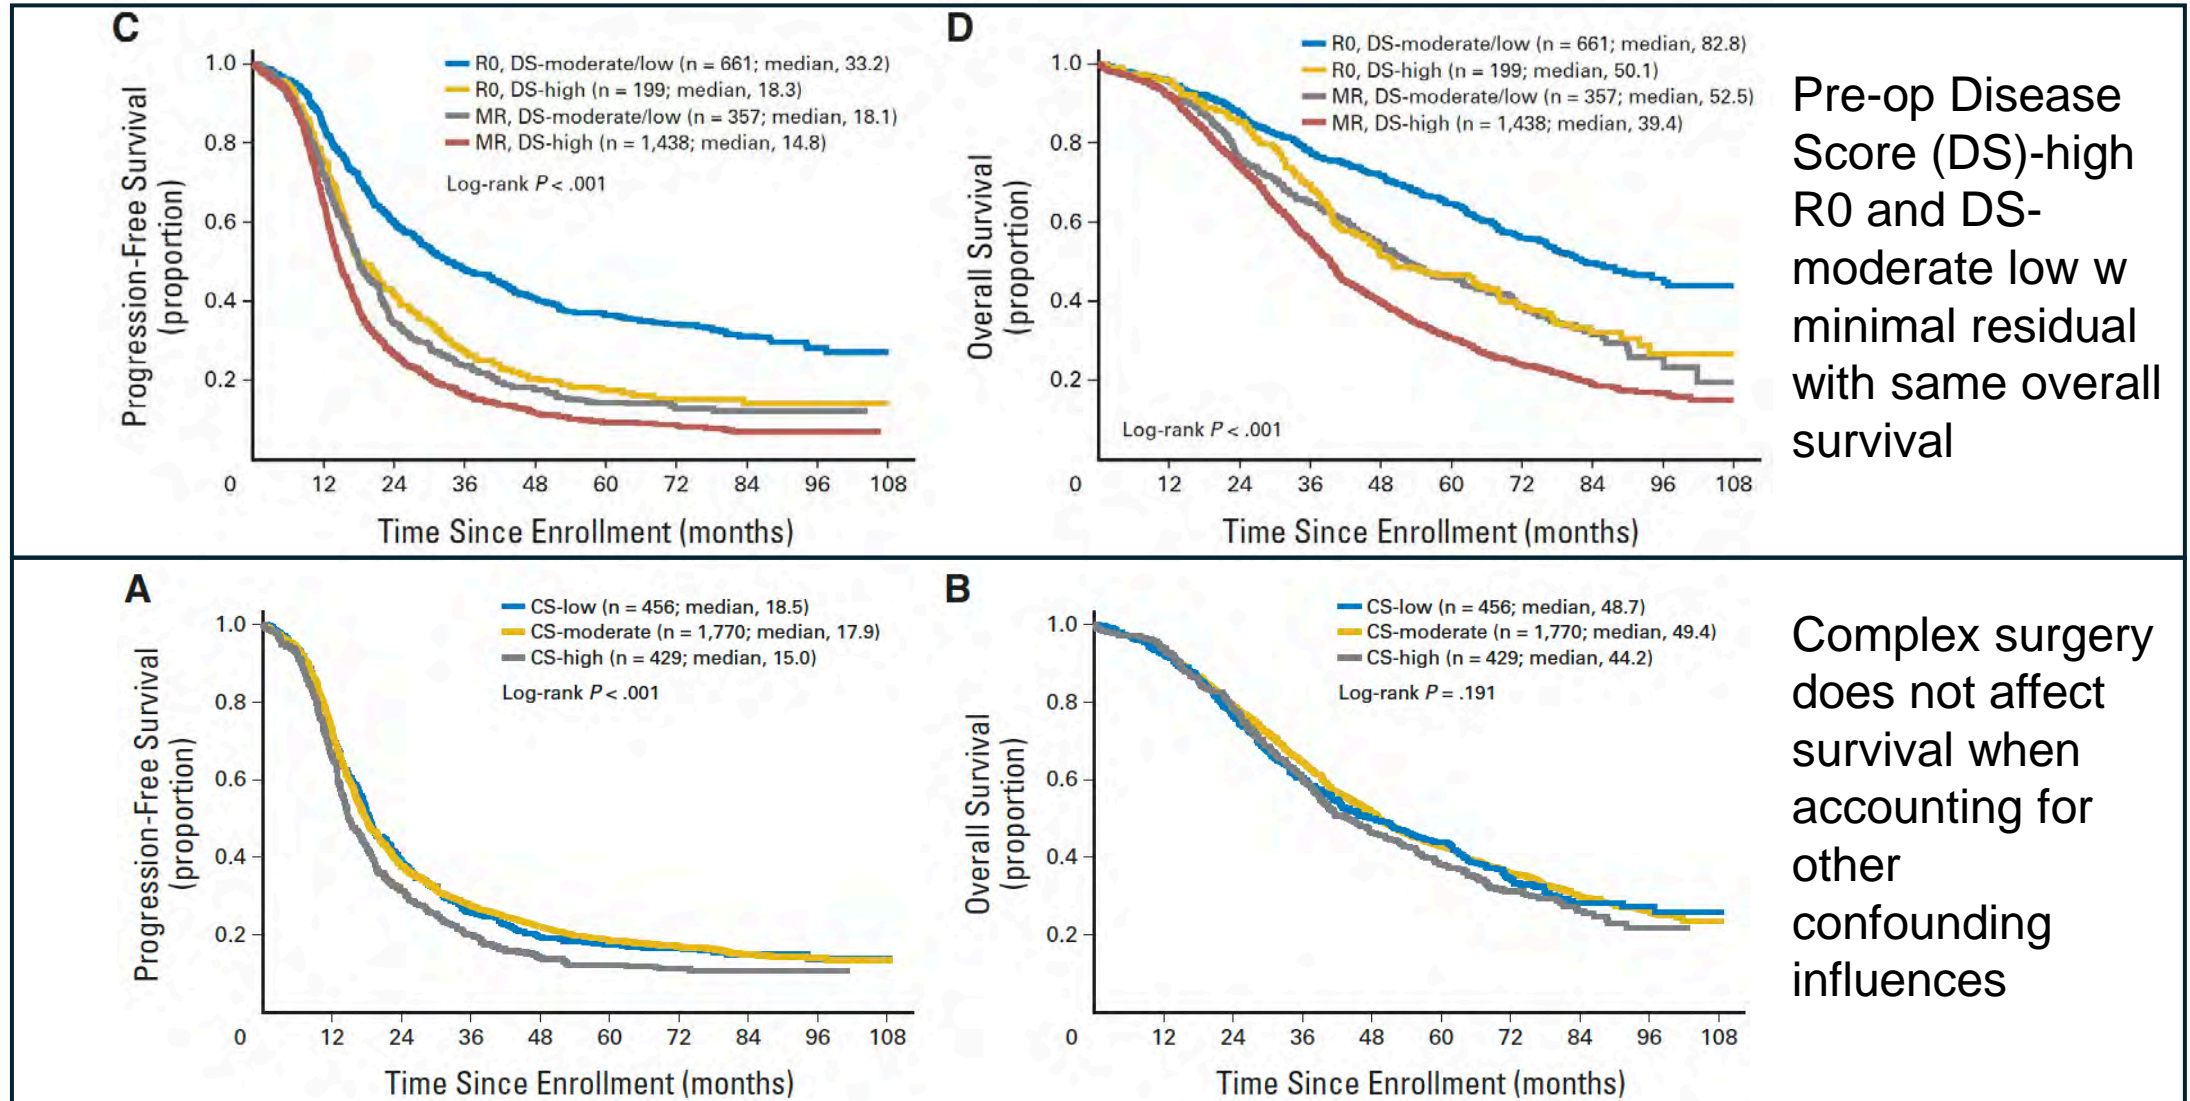 C
Progression-Free Survival
(proportion)
1.0
0.8
0.6
0.4
0.2
0
12
24
36
48
60
72
84
96
108
R0, DS-moderate/low (n = 661; median, 33.2)
R0, DS-high (n = 199; median, 18.3)
MR, DS-moderate/low (n = 357; median, 18.1)
MR, DS-high (n = 1,438; median, 14.8)
Log-rank P < .001
Time Since Enrollment (months)
D
Overall Survival
(proportion)
1.0
0.8
0.6
0.4
0.2
0
12
24
36
48
60
72
84
96
108
R0, DS-moderate/low (n = 661; median, 82.8)
R0, DS-high (n = 199; median, 50.1)
MR, DS-moderate/low (n = 357; median, 52.5)
MR, DS-high (n = 1,438; median, 39.4)
Log-rank P < .001
Time Since Enrollment (months)
Pre-op Disease
Score (DS)-high
R0 and DS-
moderate low w
minimal residual
with same overall
survival
A
Progression-Free Survival
(proportion)
1.0
0.8
0.6
0.4
0.2
0
12
24
36
48
60
72
84
96
108
CS-low (n = 456; median, 18.5)
CS-moderate (n = 1,770; median, 17.9)
CS-high (n = 429; median, 15.0)
Log-rank P < .001
Time Since Enrollment (months)
B
Overall Survival
(proportion)
1.0
0.8
0.6
0.4
0.2
0
12
24
36
48
60
72
84
96
108
CS-low (n = 456; median, 48.7)
CS-moderate (n = 1,770; median, 49.4)
CS-high (n = 429; median, 44.2)
Log-rank P = .191
Time Since Enrollment (months)
Complex surgery
does not affect
survival when
accounting for
other
confounding
influences